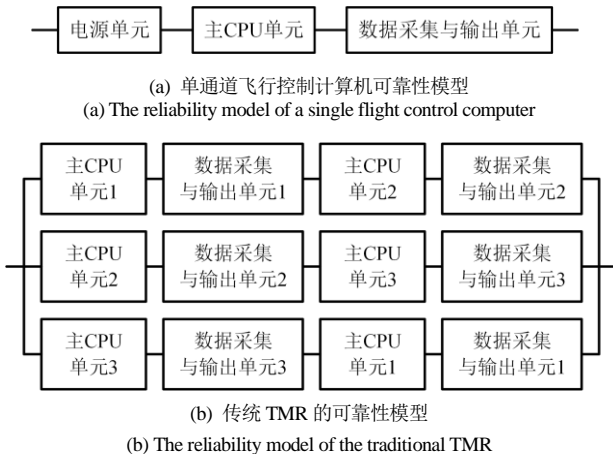 电源单元 主CPU单元 数据采集与输出单元
(a) 单通道飞行控制计算机可靠性模型
(a) The reliability model of a single flight control computer
主CPU 数据采集 主CPU 数据采集
单元1 与输出单元1 单元2 与输出单元2
主CPU 数据采集 主CPU 数据采集
单元2 与输出单元2 单元3 与输出单元3
主CPU 数据采集 主CPU 数据采集
单元3 与输出单元3 单元1 与输出单元1
(b) 传统 TMR 的可靠性模型
(b) The reliability model of the traditional TMR